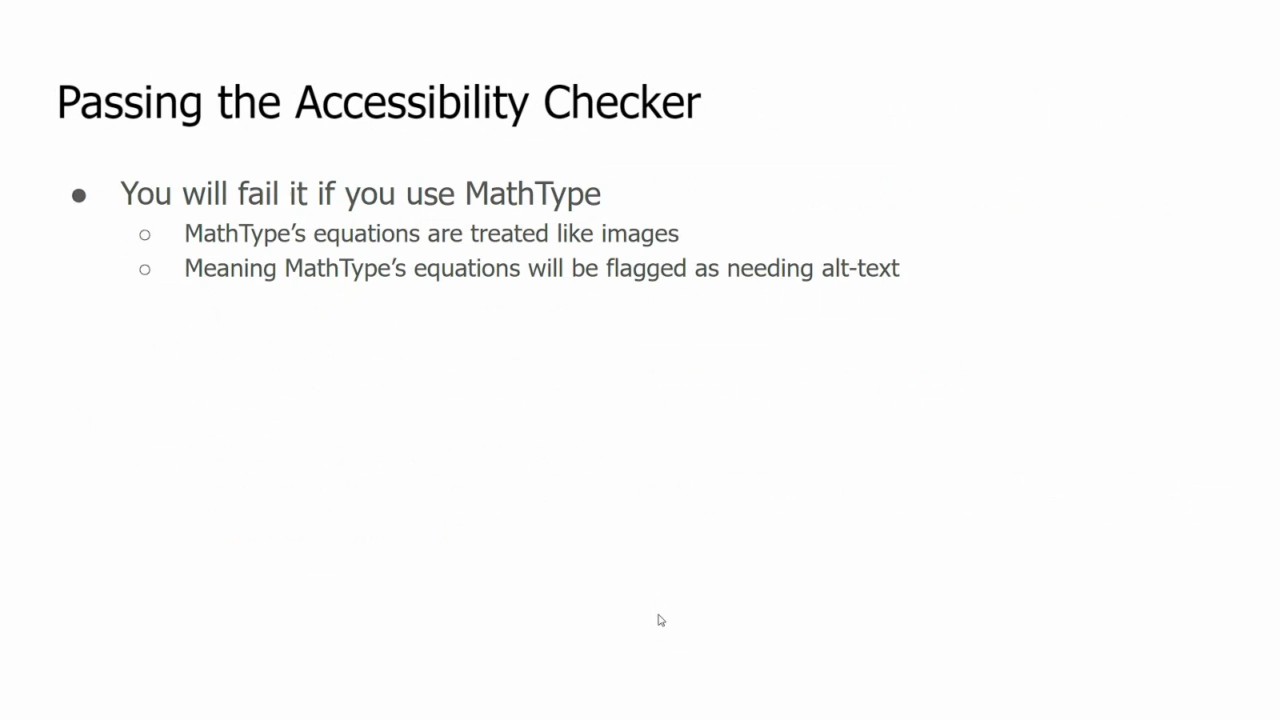 Passing the Accessibility Checker
● You will fail it if you use MathType
○ MathType’s equations are treated like images
○ Meaning MathType’s equations will be flagged as needing alt-text